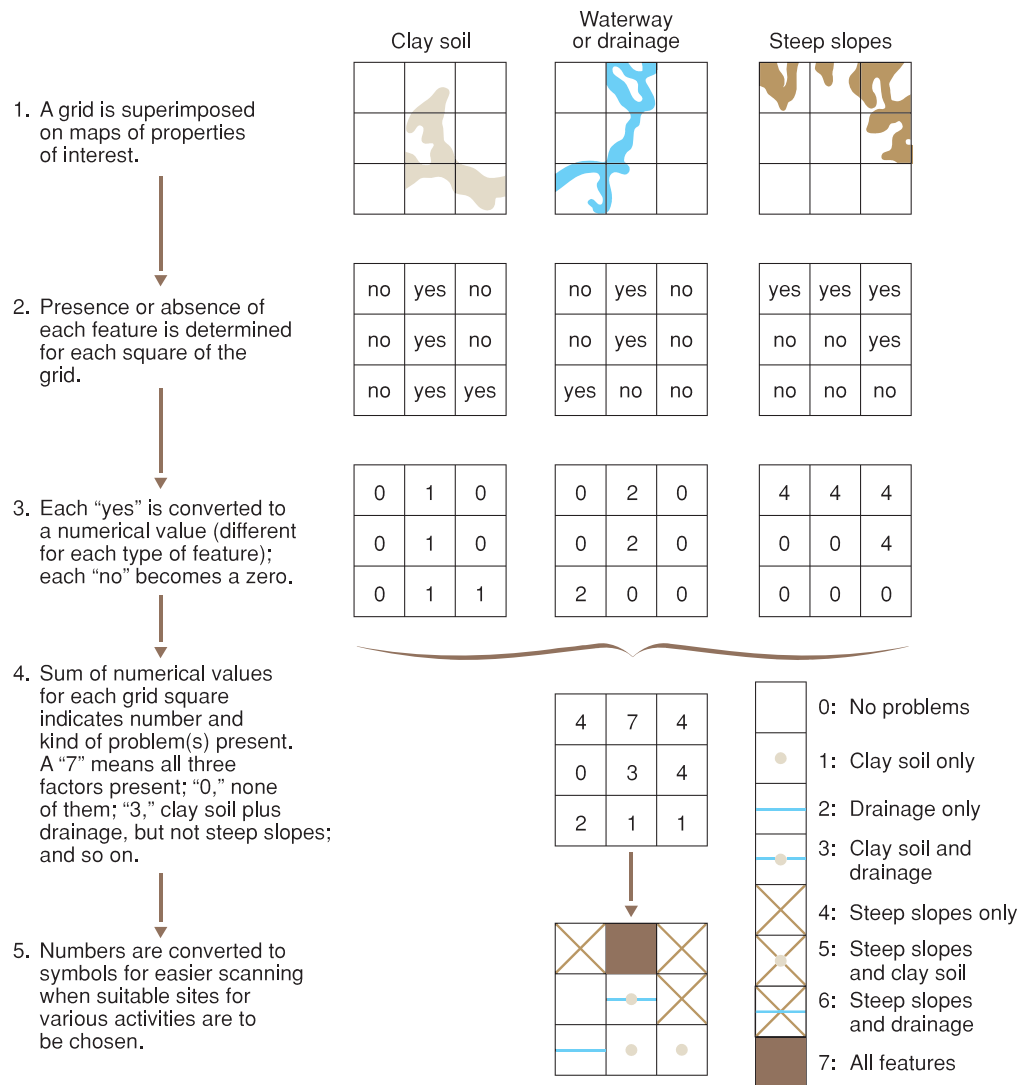 Clay soil
Waterway
or drainage
Steep slopes
1. A grid is superimposed
on maps of properties
of interest.
2. Presence or absence of
each feature is determined
for each square of the
grid.
no yes no
no yes no
no yes yes
no yes no
no yes no
yes no no
yes yes yes
no no yes
no no no
3. Each “yes” is converted to
a numerical value (different
for each type of feature);
each “no” becomes a zero.
0 1 0
0 1 0
0 1 1
0 2 0
0 2 0
2 0 0
4 4 4
0 0 4
0 0 0
4. Sum of numerical values
for each grid square
indicates number and
kind of problem(s) present.
A “7” means all three
factors present; “0,” none
of them; “3,” clay soil plus
drainage, but not steep slopes;
and so on.
4 7 4
0 3 4
2 1 1
0: No problems
1: Clay soil only
2: Drainage only
3: Clay soil and
drainage
4: Steep slopes only
5: Steep slopes
and clay soil
6: Steep slopes
and drainage
7: All features
5. Numbers are converted to
symbols for easier scanning
when suitable sites for
various activities are to
be chosen.